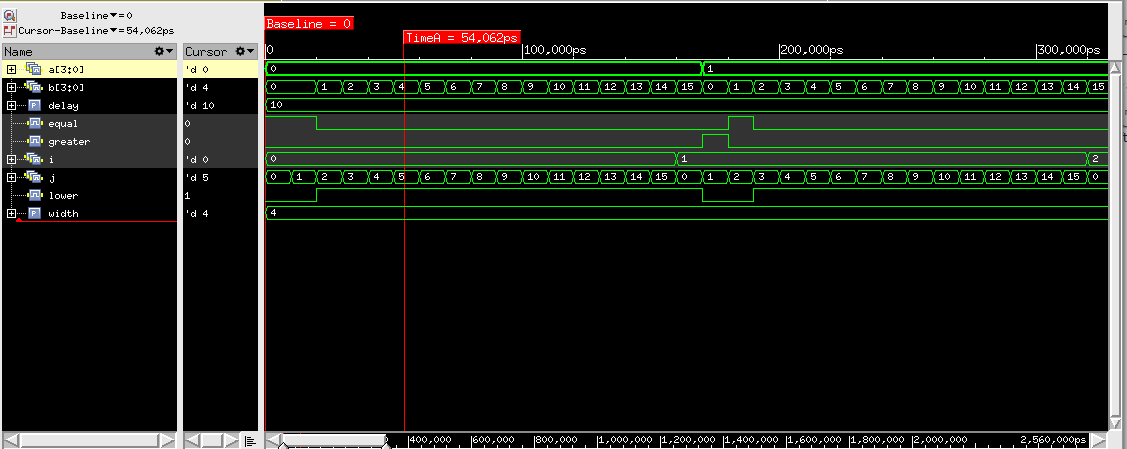 Baseline▼=0
Cursor-Baseline▼=54,062ps
Baseline = 0
TimeA = 54,062ps
Name Cursor 0 100,000ps 200,000ps 300,000ps
a[3:0] 'd 0 0 1
b[3:0] 'd 4 0 1 2 3 4 5 6 7 8 9 10 11 12 13 14 15 0 1 2 3 4 5 6 7 8 9 10 11 12 13 14 15
delay 'd 10 10
equal 0
greater 0
i 'd 0 0 1 2
j 'd 5 0 1 2 3 4 5 6 7 8 9 10 11 12 13 14 15 0 1 2 3 4 5 6 7 8 9 10 11 12 13 14 15 0
lower 1
width 'd 4 4
400,000 600,000 800,000 1,000,000 1,200,000 1,400,000 1,600,000 1,800,000 2,000,000 2,560,000ps